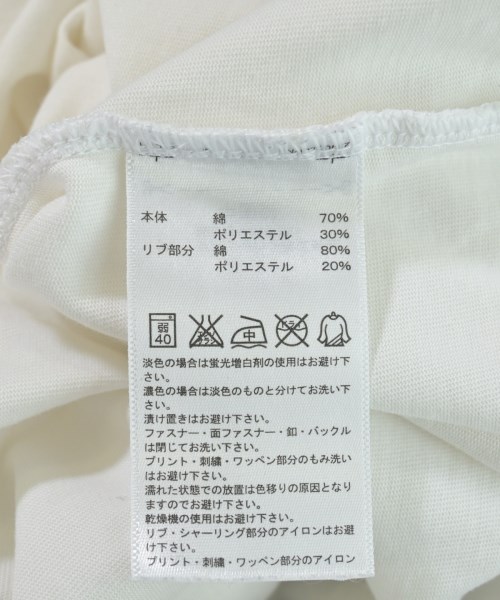 本体 綿 70%
ポリエステル 30%
リブ部分 綿 80%
ポリエステル 20%
弱 40 エンソ サラシ 中 ドライ
淡色の場合は蛍光増白剤の使用はお避け下
さい。
濃色の場合は淡色のものと分けてお洗い下
さい。
漬け置きはお避け下さい。
ファスナー・面ファスナー・釦・バックル
は閉じてお洗い下さい。
プリント・刺繍・ワッペン部分のもみ洗い
はお避け下さい。
濡れた状態での放置は色移りの原因となり
ますのでお避け下さい。
乾燥機の使用はお避け下さい。
リブ・シャーリング部分のアイロンはお避
け下さい。
プリント・刺繍・ワッペン部分のアイロン